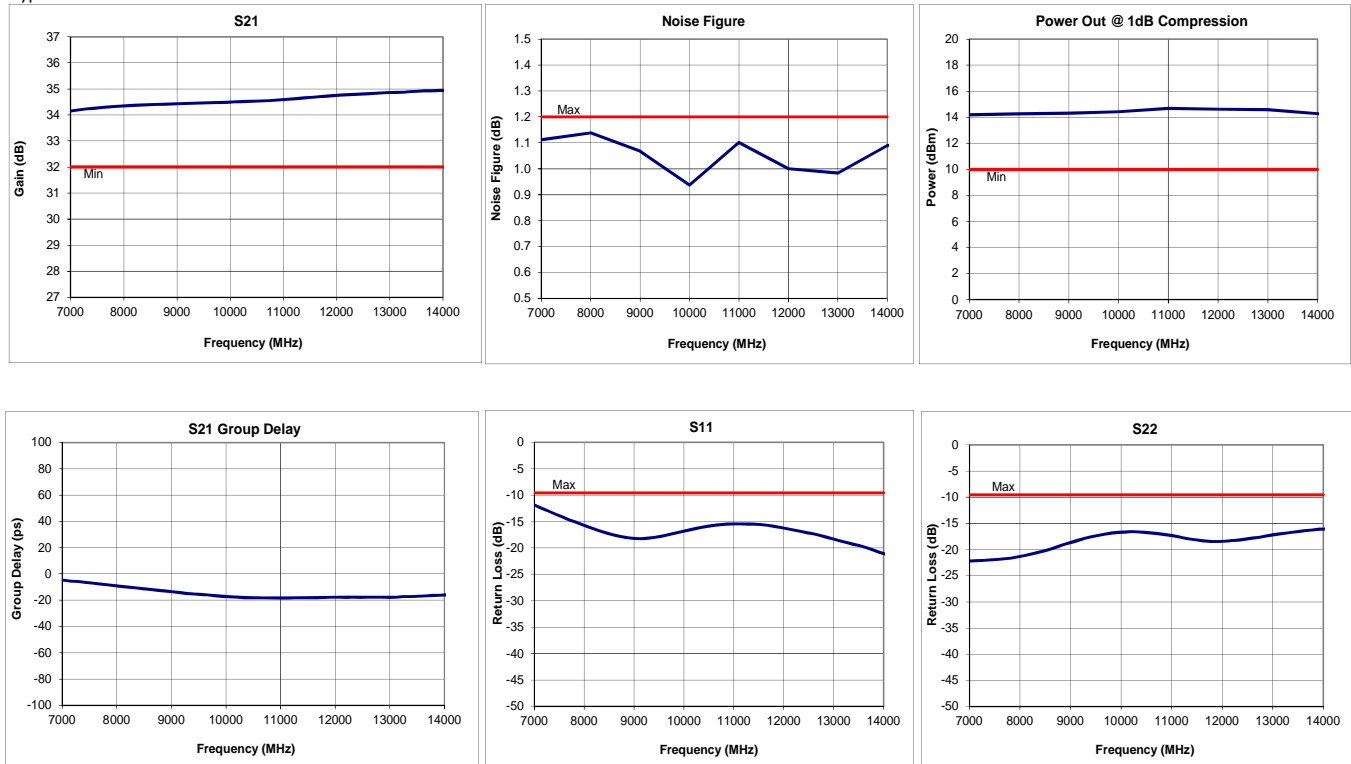 S21
Gain (dB)
37
36
35
34
33
32
31
30
29
28
27
Min
7000 8000 9000 10000 11000 12000 13000 14000
Frequency (MHz)
Noise Figure
Noise Figure (dB)
1.5
1.4
1.3
1.2
1.1
1.0
0.9
0.8
0.7
0.6
0.5
Max
7000 8000 9000 10000 11000 12000 13000 14000
Frequency (MHz)
Power Out @ 1dB Compression
Power (dBm)
20
18
16
14
12
10
8
6
4
2
0
Min
7000 8000 9000 10000 11000 12000 13000 14000
Frequency (MHz)
S21 Group Delay
Group Delay (ps)
100
80
60
40
20
0
-20
-40
-60
-80
-100
7000 8000 9000 10000 11000 12000 13000 14000
Frequency (MHz)
S11
Return Loss (dB)
0
-5
-10
-15
-20
-25
-30
-35
-40
-45
-50
Max
7000 8000 9000 10000 11000 12000 13000 14000
Frequency (MHz)
S22
Return Loss (dB)
0
-5
-10
-15
-20
-25
-30
-35
-40
-45
-50
Max
7000 8000 9000 10000 11000 12000 13000 14000
Frequency (MHz)